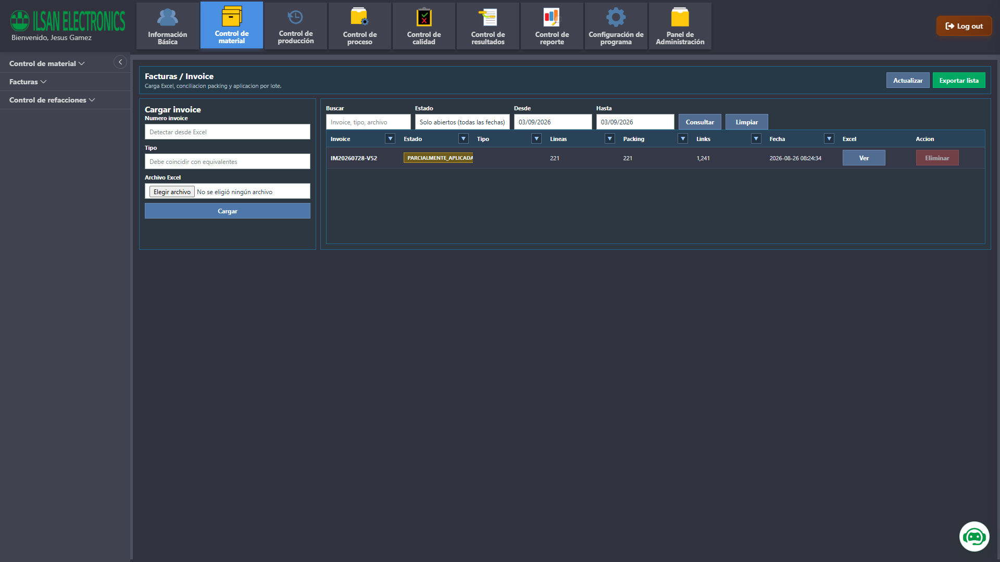 ILSAN ELECTRONICS
Bienvenido, Jesus Gamez
Información Básica
Control de material
Control de producción
Control de proceso
Control de calidad
Control de resultados
Control de reporte
Configuración de programa
Panel de Administración
Log out
Control de material
Facturas
Control de refacciones
Facturas / Invoice
Carga Excel, conciliacion packing y aplicacion por lote.
Actualizar
Exportar lista
Cargar invoice
Numero invoice
Detectar desde Excel
Tipo
Debe coincidir con equivalentes
Archivo Excel
Elegir archivo No se eligió ningún archivo
Cargar
Buscar Estado Desde Hasta
Invoice, tipo, archivo Solo abiertos (todas las fechas) 03/09/2026 03/09/2026 Consultar Limpiar
Invoice Estado Tipo Lineas Packing Links Fecha Excel Accion
IM20260728-V52 PARCIALMENTE_APLICADA 221 221 1,241 2026-08-26 08:24:34 Ver Eliminar